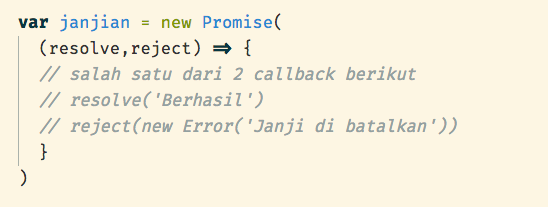 var janjian = new Promise(
(resolve,reject) => {
// salah satu dari 2 callback berikut
// resolve('Berhasil')
// reject(new Error('Janji di batalkan'))
}
)